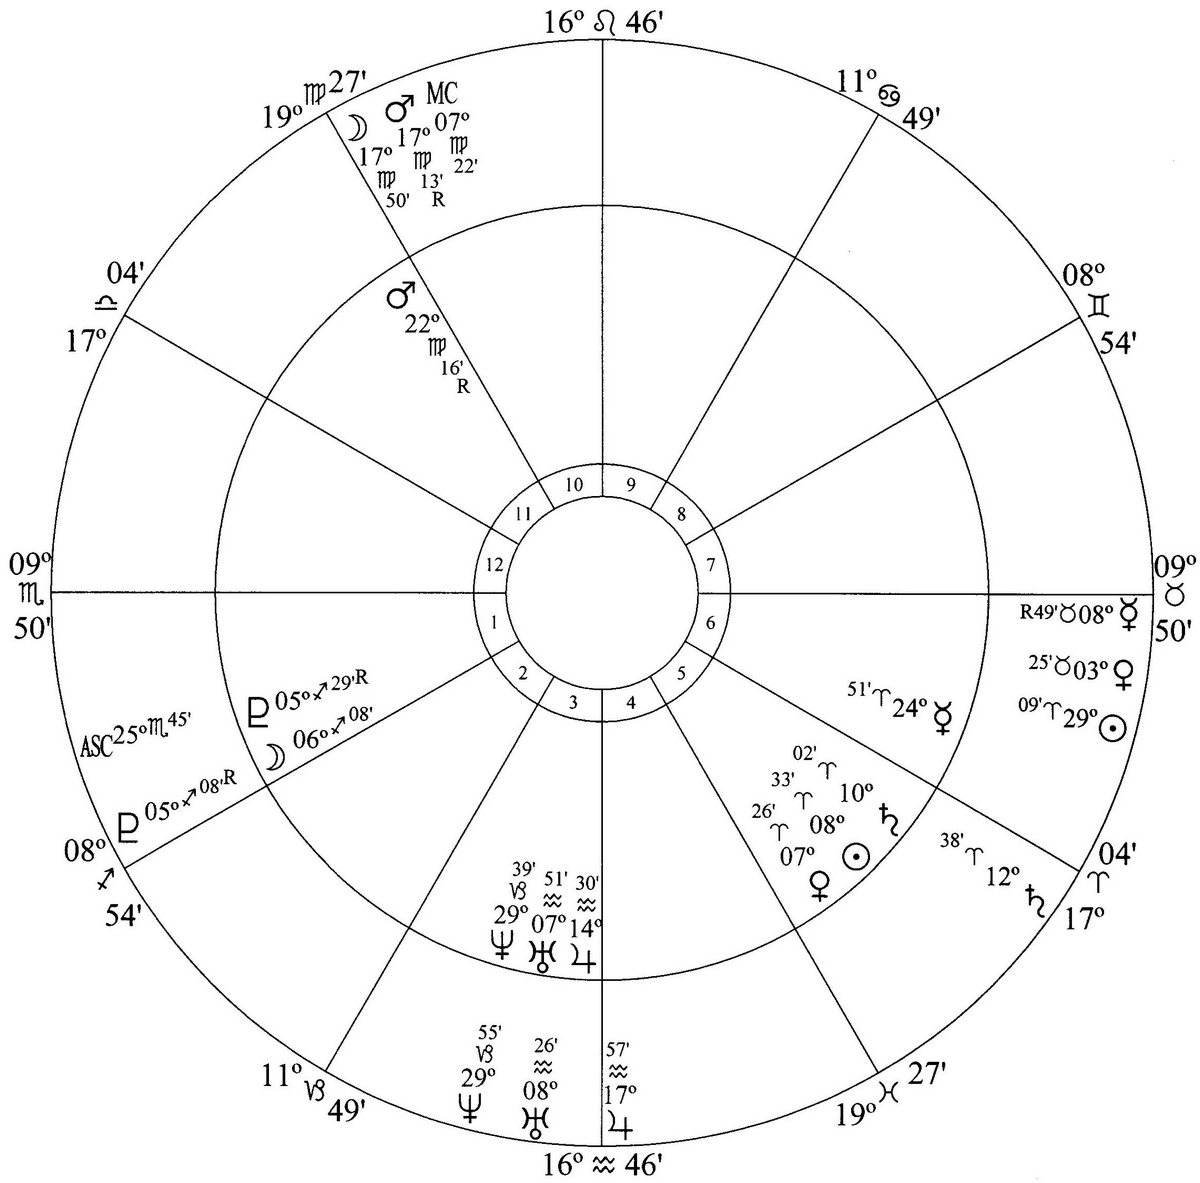 16° ♌ 46'
11° ♋ 49'
08° ♊ 54'
09° ♉ 50'
04' ♈ 17°
19° ♓ 27'
16° ♒ 46'
11° ♑ 49'
08° ♐ 54'
09° ♏ 50'
04' ♎ 17°
19° ♍ 27'
☽ 17° ♍ 50'
♂ 17° ♍ 13' R
MC 07° ♍ 22'
♂ 22° ♍ 16' R
10
9
11
8
12
7
1
6
2
5
3
4
R49'♉08° ☿
25'♉03° ♀
09'♈29° ☉
51'♈24° ☿
02' ♈ 10° ♄
33' ♈ 08° ☉
26' ♈ 07° ♀
38' ♈ 12° ♄
♇ 05°♐29'R
☽ 06°♐08'
ASC 25°♏45'
♇ 05°♐08'R
39' ♑ 29° ♆
51' ♒ 07° ♅
30' ♒ 14° ♃
55' ♑ 29° ♆
26' ♒ 08° ♅
57' ♒ 17° ♃